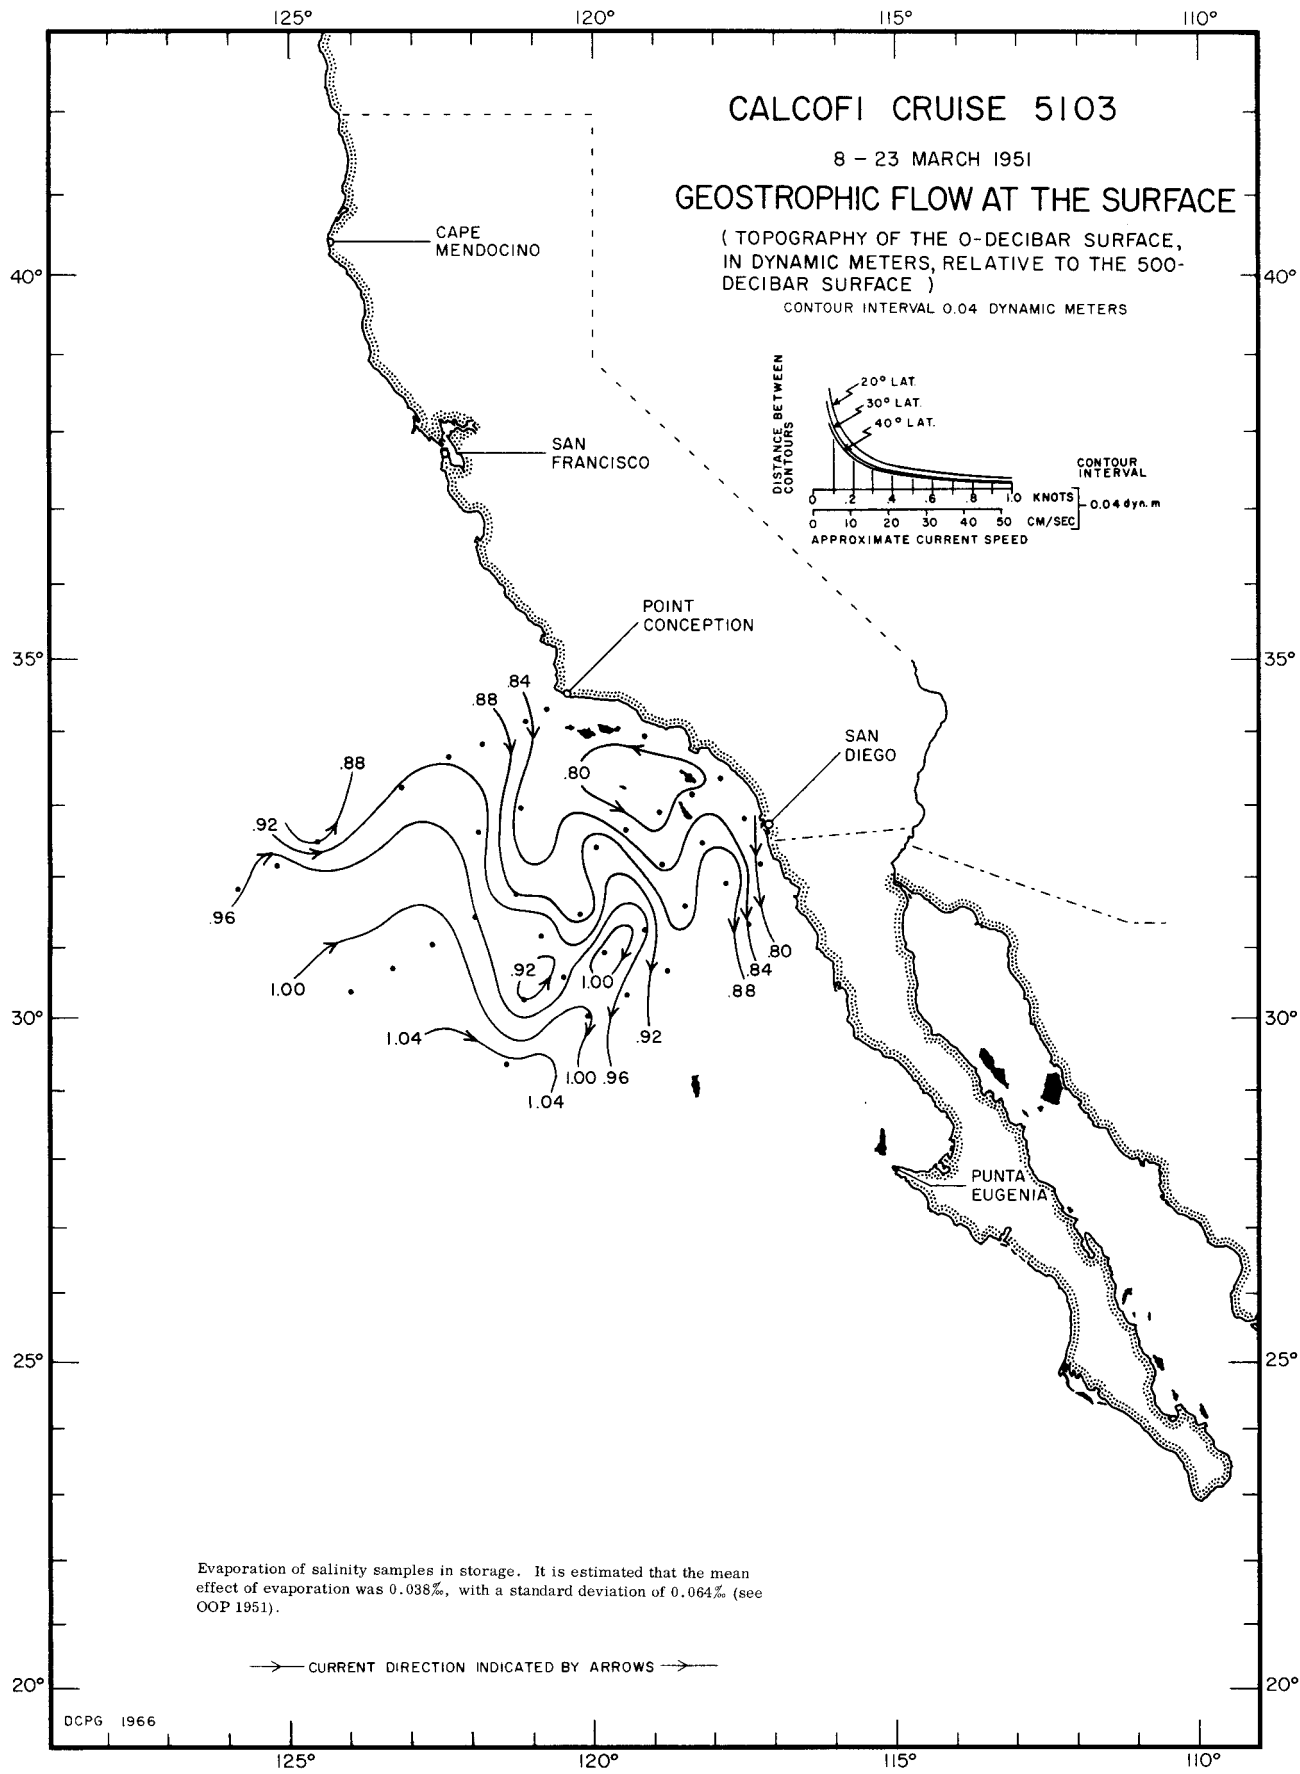 125°
120°
115°
110°
CALCOFI CRUISE 5103
8 – 23 MARCH 1951
GEOSTROPHIC FLOW AT THE SURFACE
( TOPOGRAPHY OF THE 0-DECIBAR SURFACE,
IN DYNAMIC METERS, RELATIVE TO THE 500-
DECIBAR SURFACE )
CONTOUR INTERVAL 0.04 DYNAMIC METERS
CAPE
MENDOCINO
40°
40°
DISTANCE BETWEEN
CONTOURS
20° LAT.
30° LAT.
40° LAT.
CONTOUR
INTERVAL
0 .2 .4 .6 .8 1.0 KNOTS
0.04 dyn. m
0 10 20 30 40 50 CM/SEC
APPROXIMATE CURRENT SPEED
SAN
FRANCISCO
POINT
CONCEPTION
35°
35°
.84
.88
SAN
DIEGO
.88
.80
.92
.96
.80
.84
.88
.92
1.00
1.00
.92
1.04
1.00
.96
1.04
30°
30°
PUNTA
EUGENIA
25°
25°
Evaporation of salinity samples in storage. It is estimated that the mean
effect of evaporation was 0.038‰, with a standard deviation of 0.064‰ (see
OOP 1951).
CURRENT DIRECTION INDICATED BY ARROWS
20°
20°
DCPG 1966
125°
120°
115°
110°